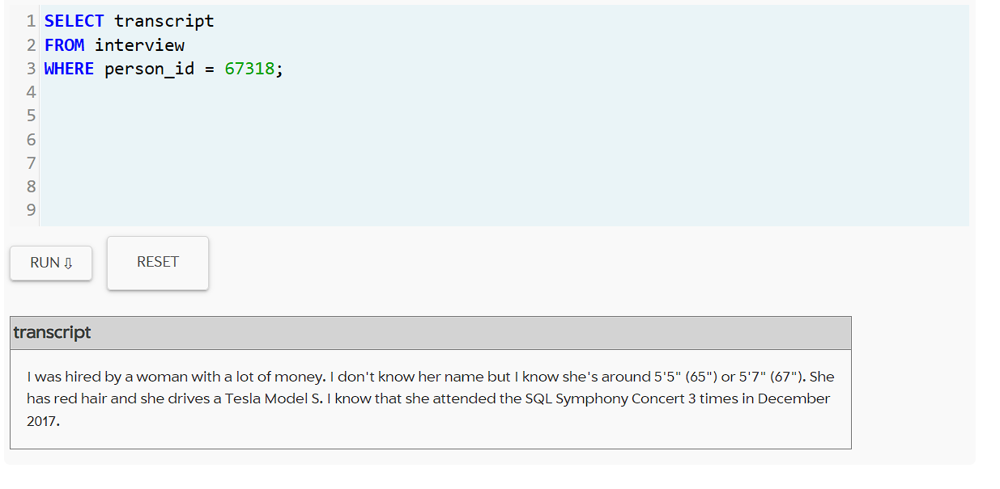 1 SELECT transcript
2 FROM interview
3 WHERE person_id = 67318;
4
5
6
7
8
9
RUN ⇩ RESET
transcript
I was hired by a woman with a lot of money. I don't know her name but I know she's around 5'5" (65") or 5'7" (67"). She
has red hair and she drives a Tesla Model S. I know that she attended the SQL Symphony Concert 3 times in December
2017.